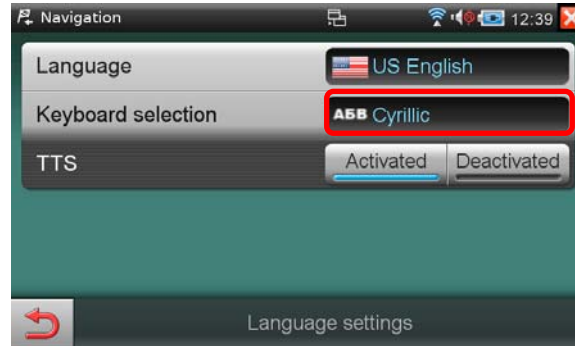 Navigation 12:39
Language US English
Keyboard selection АБВ Cyrillic
TTS Activated Deactivated
Language settings